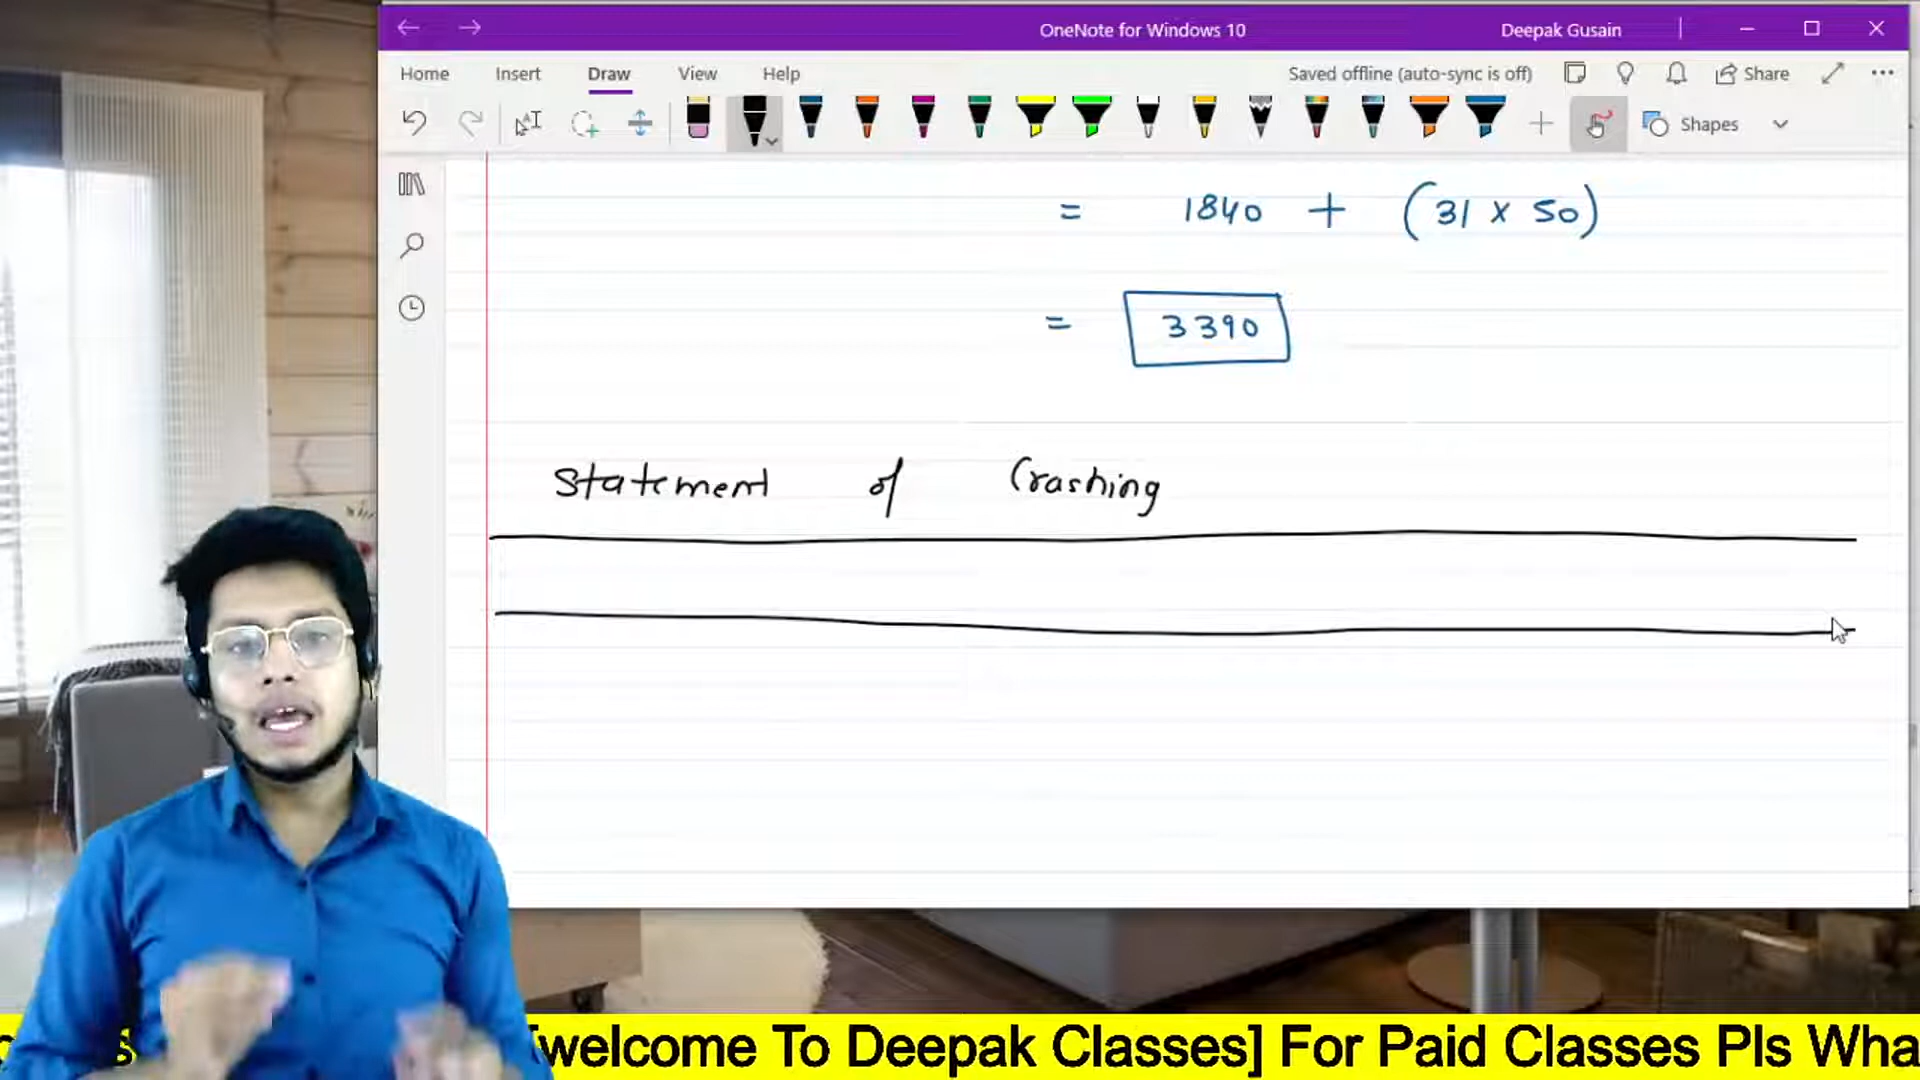 OneNote for Windows 10
Deepak Gusain
Home Insert Draw View Help
Saved offline (auto-sync is off) Share
Shapes
= 1840 + (31 x 50)
= 3390
Statement of Crashing
[welcome To Deepak Classes] For Paid Classes Pls Wha